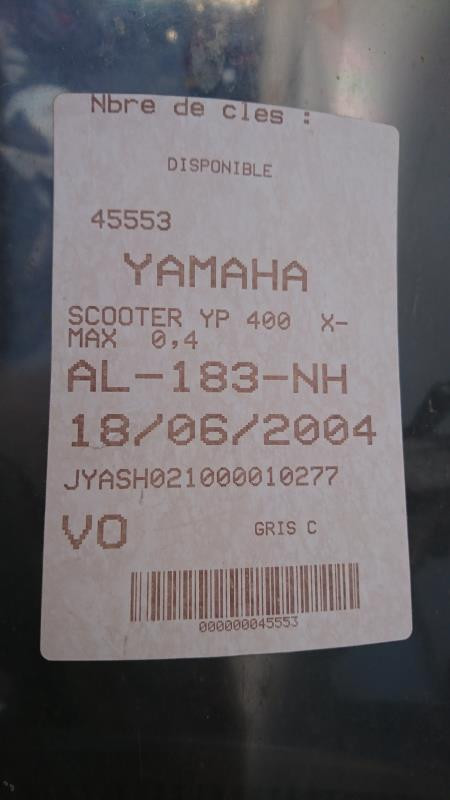 Nbre de cles :
DISPONIBLE
45553
YAMAHA
SCOOTER YP 400 X-
MAX 0,4
AL-183-NH
18/06/2004
JYASH021000010277
VO GRIS C
000000045553